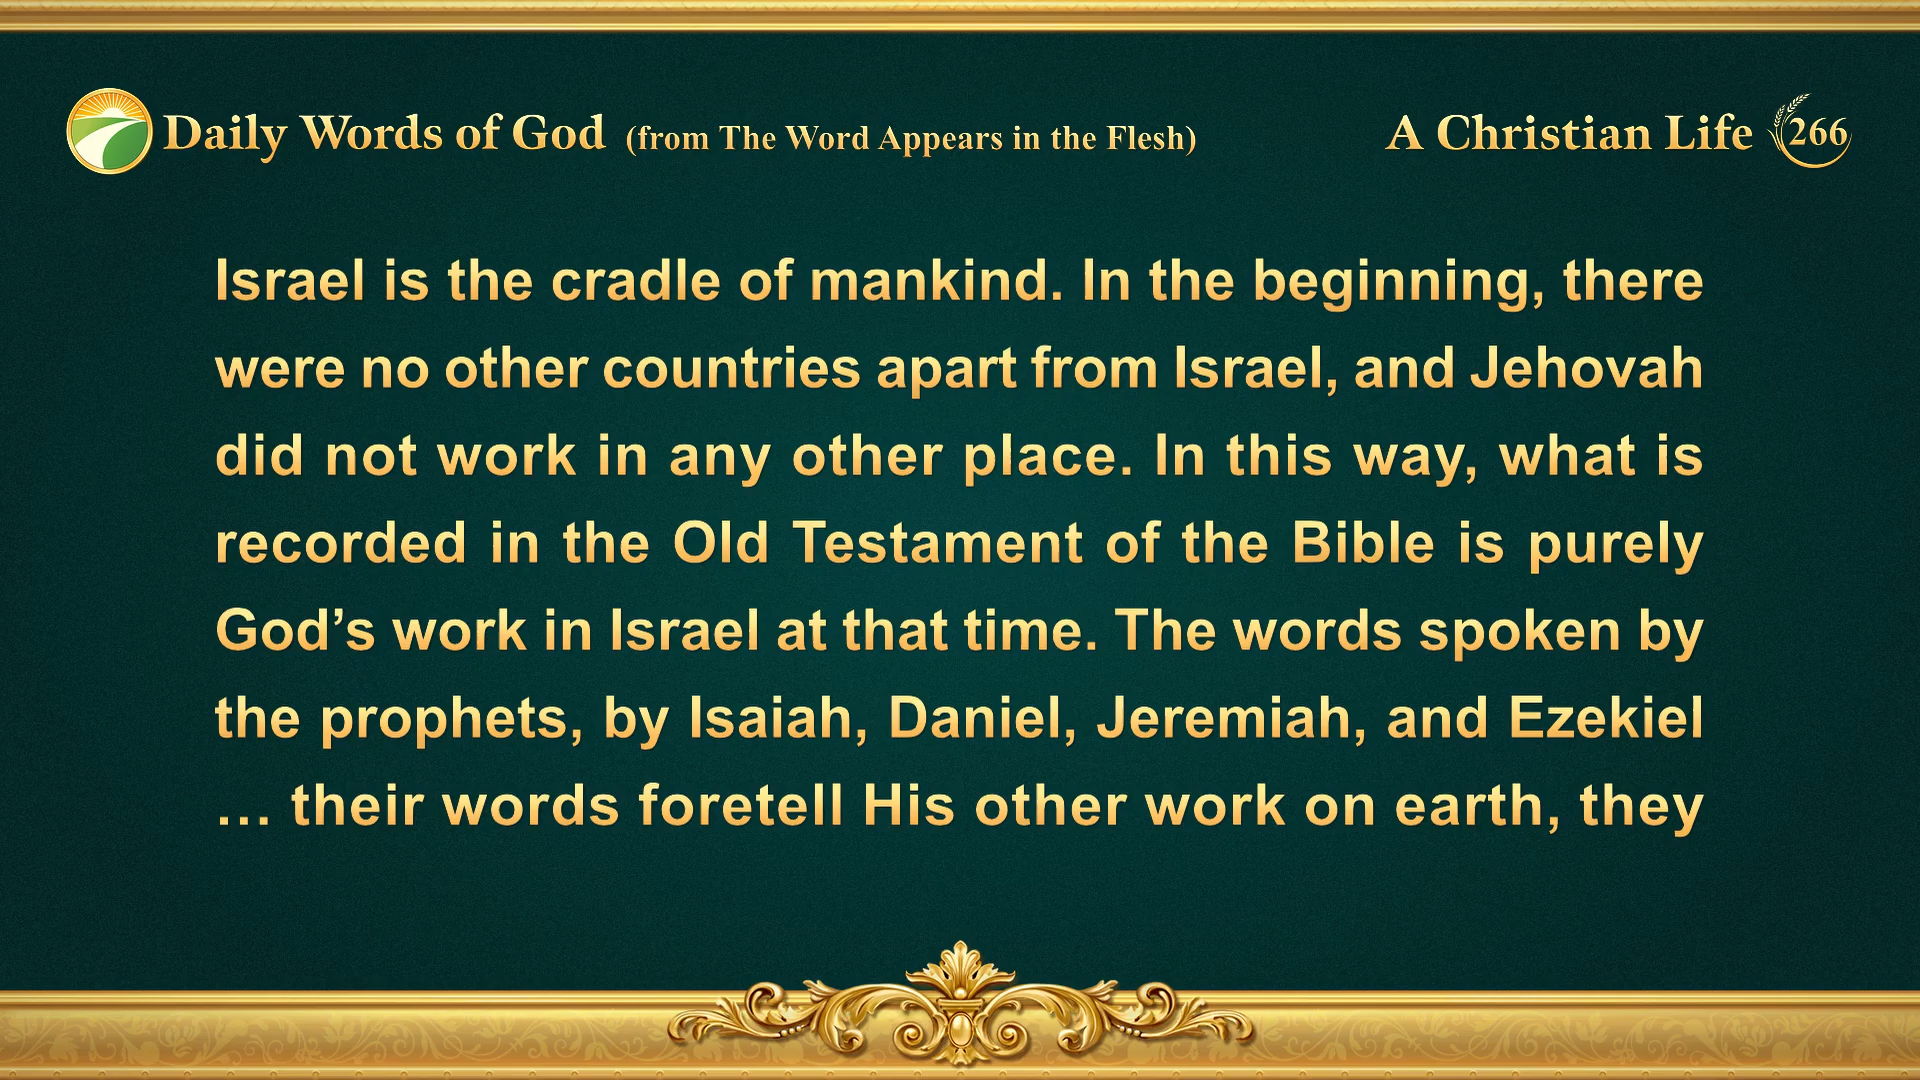 Daily Words of God (from The Word Appears in the Flesh)
A Christian Life 266
Israel is the cradle of mankind. In the beginning, there
were no other countries apart from Israel, and Jehovah
did not work in any other place. In this way, what is
recorded in the Old Testament of the Bible is purely
God’s work in Israel at that time. The words spoken by
the prophets, by Isaiah, Daniel, Jeremiah, and Ezekiel
… their words foretell His other work on earth, they